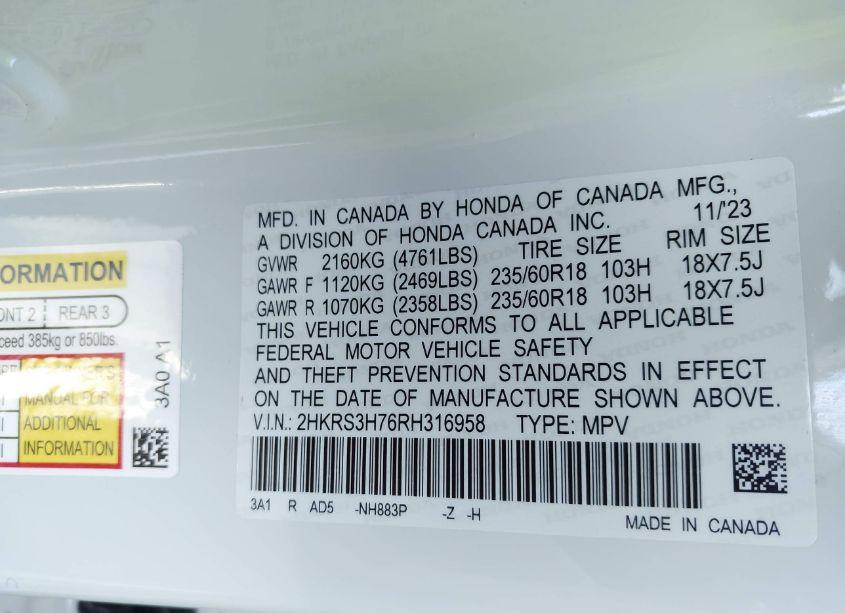 MFD. IN CANADA BY HONDA OF CANADA MFG.,
A DIVISION OF HONDA CANADA INC. 11/'23
GVWR 2160KG (4761LBS) TIRE SIZE RIM SIZE
GAWR F 1120KG (2469LBS) 235/60R18 103H 18X7.5J
GAWR R 1070KG (2358LBS) 235/60R18 103H 18X7.5J
THIS VEHICLE CONFORMS TO ALL APPLICABLE
FEDERAL MOTOR VEHICLE SAFETY
AND THEFT PREVENTION STANDARDS IN EFFECT
ON THE DATE OF MANUFACTURE SHOWN ABOVE.
V.I.N.: 2HKRS3H76RH316958 TYPE: MPV
3A1 R AD5 -NH883P -Z -H
MADE IN CANADA
ORMATION
ONT 2 REAR 3
ceed 385kg or 850lbs.
MANUAL FOR
ADDITIONAL
INFORMATION
3A0 A1